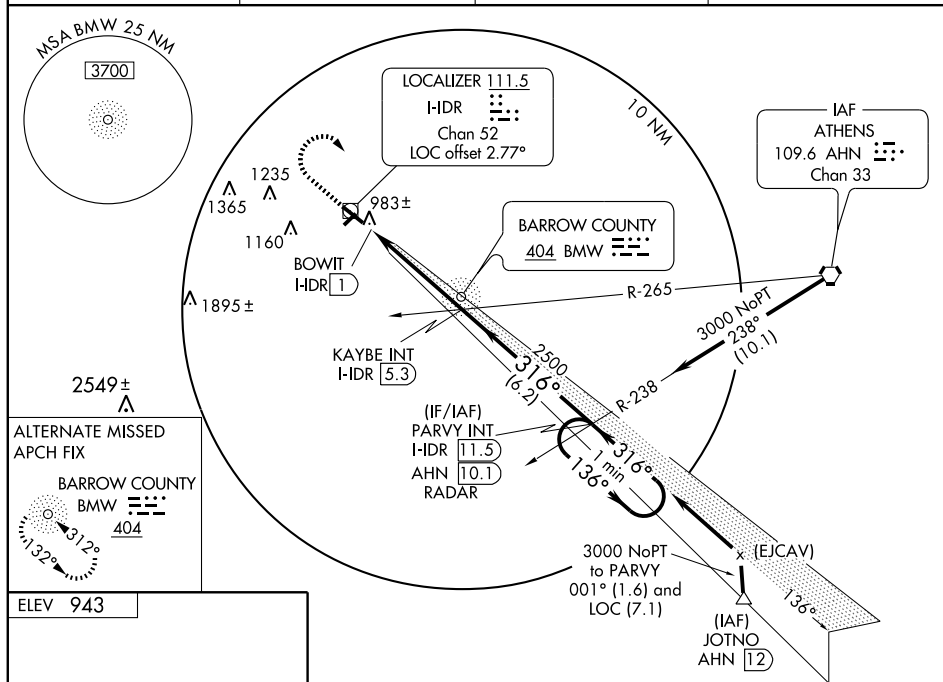 MSA BMW 25 NM
3700
LOCALIZER 111.5
I-IDR
Chan 52
LOC offset 2.77°
10 NM
IAF
ATHENS
109.6 AHN
Chan 33
1235
1365
983±
1160
BARROW COUNTY
404 BMW
BOWIT
I-IDR 1
R-265
1895±
3000 NoPT
238°
(10.1)
KAYBE INT
I-IDR 5.3
2500
316°
(6.2)
R-238
2549±
(IF/IAF)
PARVY INT
I-IDR 11.5
AHN 10.1
RADAR
316°
1 min
136°
ALTERNATE MISSED
APCH FIX
BARROW COUNTY
BMW
404
312°
132°
(EJCAV)
3000 NoPT
to PARVY
001° (1.6) and
LOC (7.1)
136°
ELEV 943
(IAF)
JOTNO
AHN 12